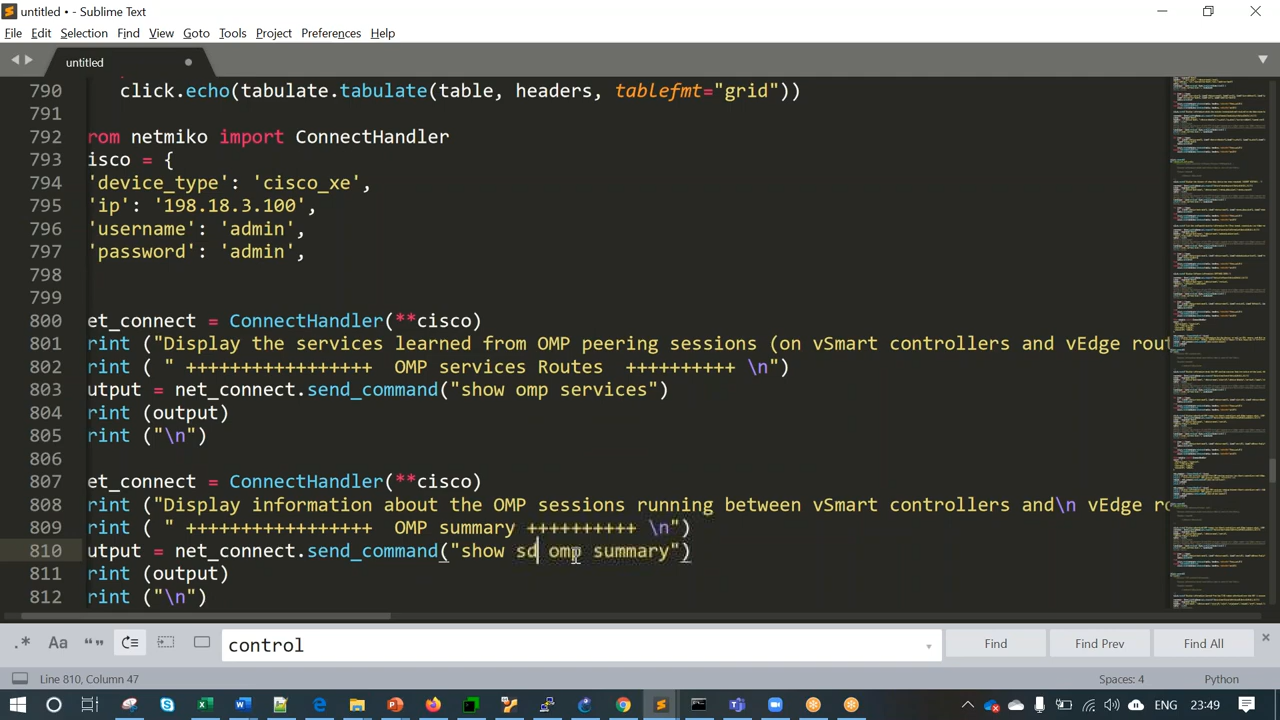 untitled • - Sublime Text
File Edit Selection Find View Goto Tools Project Preferences Help
untitled
790 click.echo(tabulate.tabulate(table, headers, tablefmt="grid"))
791
792 rom netmiko import ConnectHandler
793 isco = {
794 'device_type': 'cisco_xe',
795 'ip': '198.18.3.100',
796 'username': 'admin',
797 'password': 'admin',
798
799
800 et_connect = ConnectHandler(**cisco)
801 rint ("Display the services learned from OMP peering sessions (on vSmart controllers and vEdge rou
802 rint ( " +++++++++++++++++ OMP services Routes ++++++++++ \n")
803 utput = net_connect.send_command("show omp services")
804 rint (output)
805 rint ("\n")
806
807 et_connect = ConnectHandler(**cisco)
808 rint ("Display information about the OMP sessions running between vSmart controllers and\n vEdge ro
809 rint ( " +++++++++++++++++ OMP summary ++++++++++ \n")
810 utput = net_connect.send_command("show sd omp summary")
811 rint (output)
812 rint ("\n")
.* Aa “” control Find Find Prev Find All
Line 810, Column 47 Spaces: 4 Python
ENG 23:49